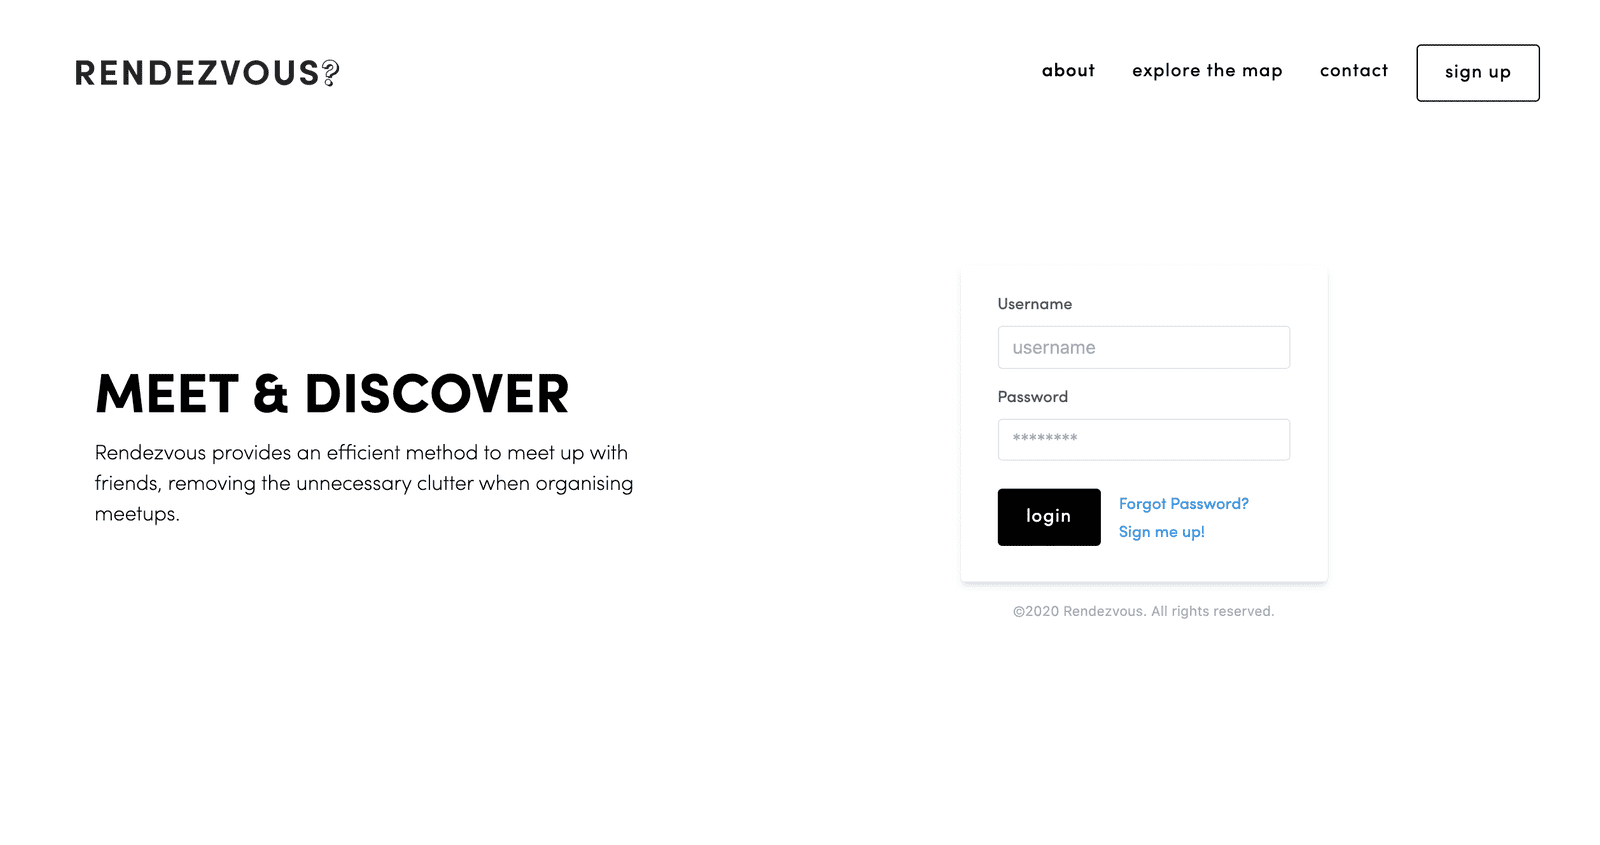 RENDEZVOUS?
about
explore the map
contact
sign up
MEET & DISCOVER
Rendezvous provides an efficient method to meet up with
friends, removing the unnecessary clutter when organising
meetups.
Username
username
Password
********
login
Forgot Password?
Sign me up!
©2020 Rendezvous. All rights reserved.